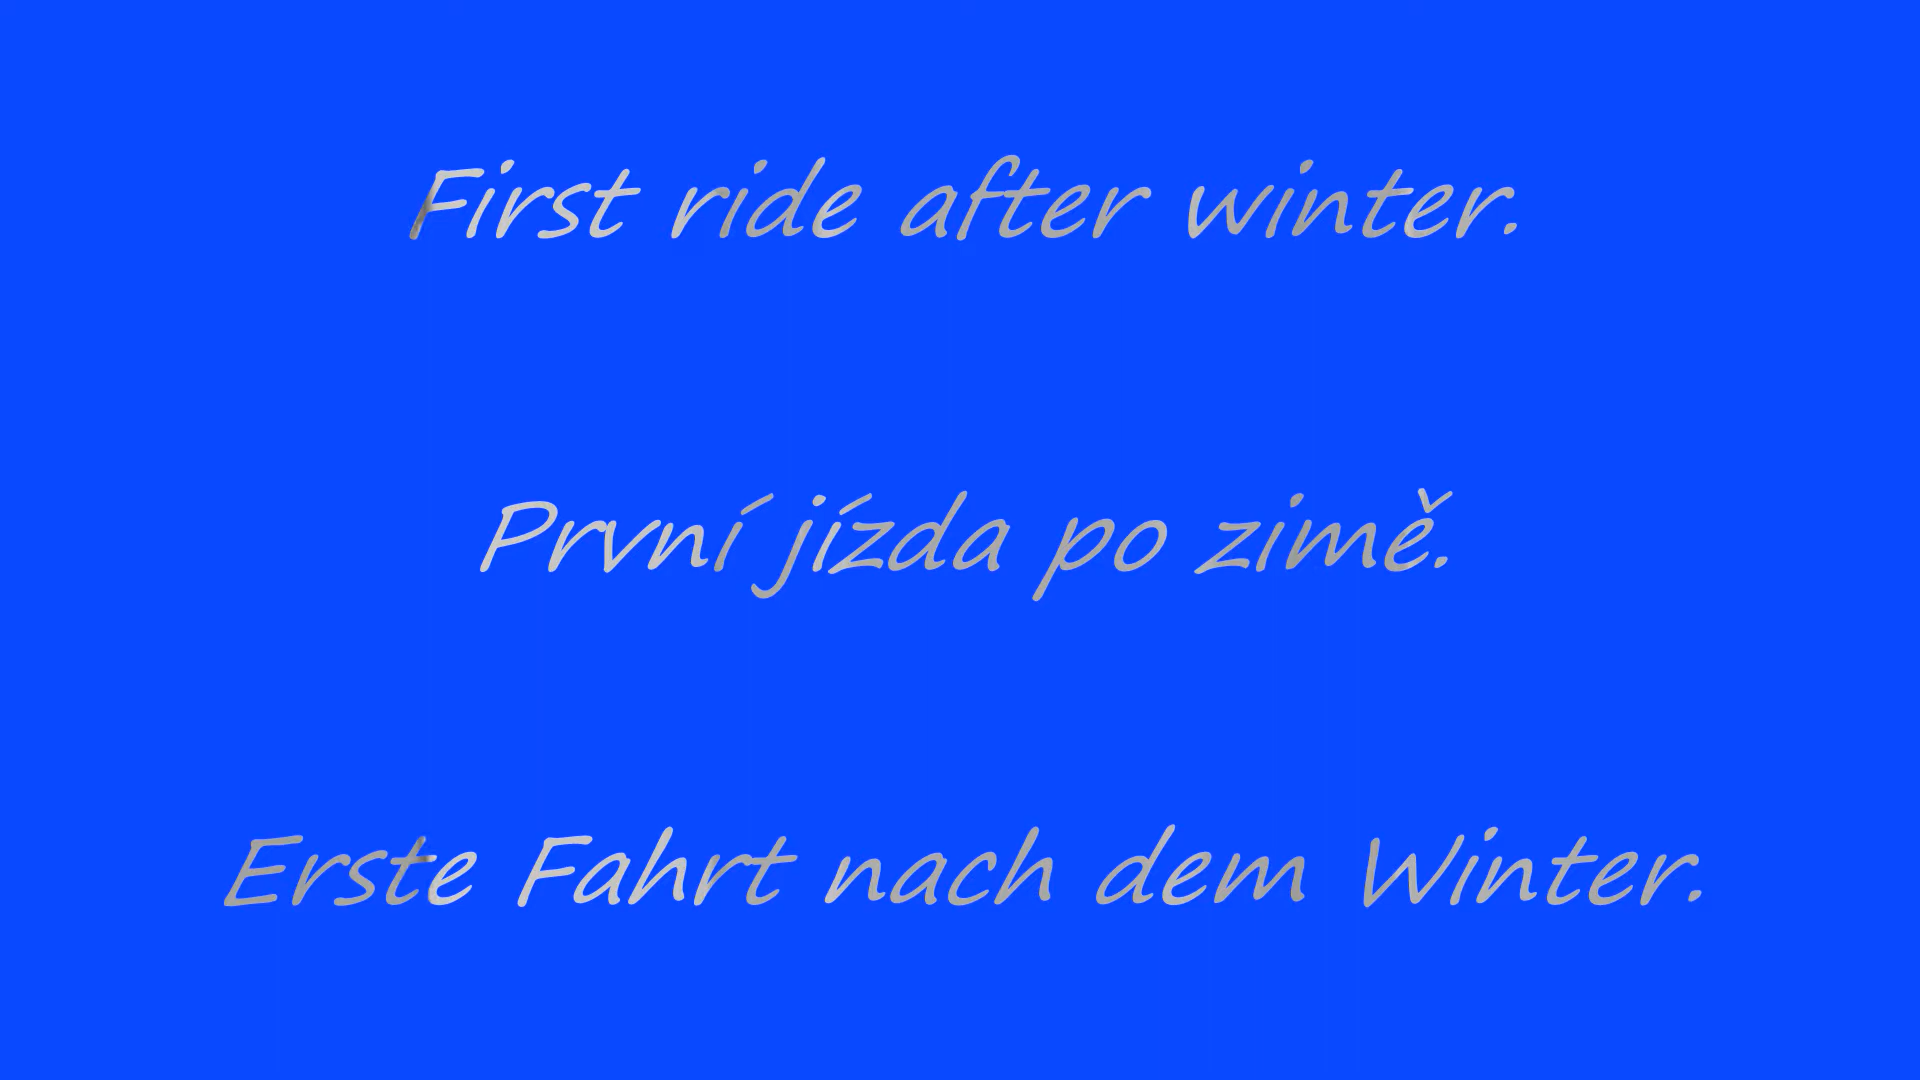 First ride after winter.
První jízda po zimě.
Erste Fahrt nach dem Winter.